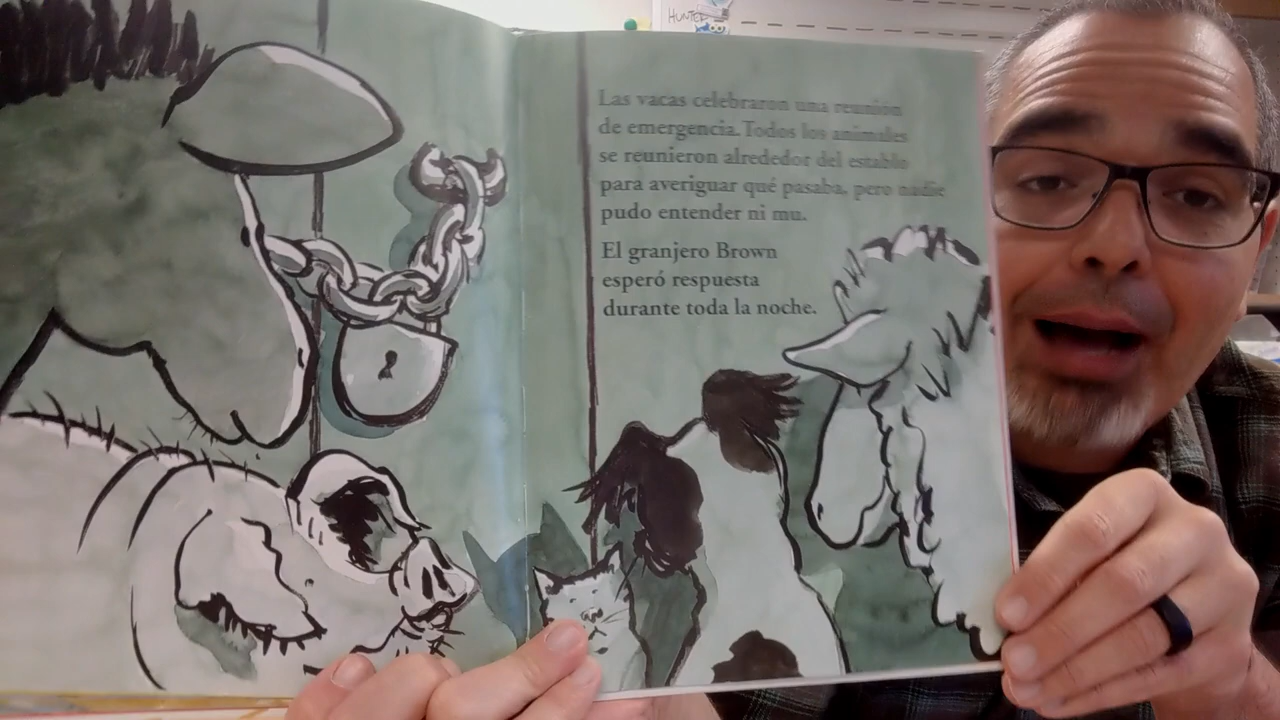 HUNTER
Las vacas celebraron una reunión
de emergencia. Todos los animales
se reunieron alrededor del establo
para averiguar qué pasaba, pero nadie
pudo entender ni mu.
El granjero Brown
esperó respuesta
durante toda la noche.